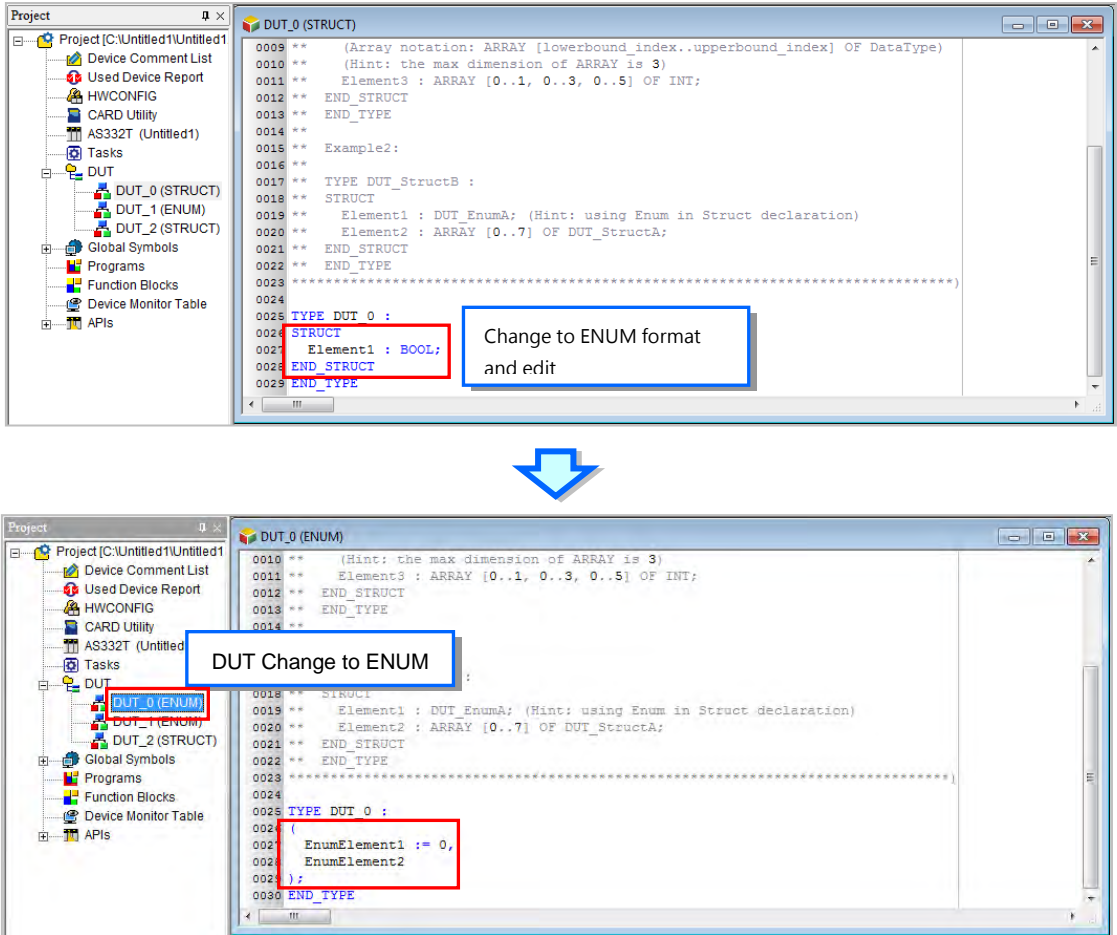 Project
Project [C:\Untitled1\Untitled1
Device Comment List
Used Device Report
HWCONFIG
CARD Utility
AS332T (Untitled1)
Tasks
DUT
DUT_0 (STRUCT)
DUT_1 (ENUM)
DUT_2 (STRUCT)
Global Symbols
Programs
Function Blocks
Device Monitor Table
APIs
DUT_0 (STRUCT)
0009 ** (Array notation: ARRAY [lowerbound_index..upperbound_index] OF DataType)
0010 ** (Hint: the max dimension of ARRAY is 3)
0011 ** Element3 : ARRAY [0..1, 0..3, 0..5] OF INT;
0012 ** END_STRUCT
0013 ** END_TYPE
0014 **
0015 ** Example2:
0016 **
0017 ** TYPE DUT_StructB :
0018 ** STRUCT
0019 ** Element1 : DUT_EnumA; (Hint: using Enum in Struct declaration)
0020 ** Element2 : ARRAY [0..7] OF DUT_StructA;
0021 ** END_STRUCT
0022 ** END_TYPE
0023 *******************************************************************************)
0024
0025 TYPE DUT_0 :
0026 STRUCT
0027 Element1 : BOOL;
0028 END_STRUCT
0029 END_TYPE
Change to ENUM format
and edit
Project
Project [C:\Untitled1\Untitled1
Device Comment List
Used Device Report
HWCONFIG
CARD Utility
AS332T (Untitled
Tasks
DUT
DUT_0 (ENUM)
DUT_1 (ENUM)
DUT_2 (STRUCT)
Global Symbols
Programs
Function Blocks
Device Monitor Table
APIs
DUT Change to ENUM
DUT_0 (ENUM)
0010 ** (Hint: the max dimension of ARRAY is 3)
0011 ** Element3 : ARRAY [0..1, 0..3, 0..5] OF INT;
0012 ** END_STRUCT
0013 ** END_TYPE
0014 **
:
0018 ** STRUCT
0019 ** Element1 : DUT_EnumA; (Hint: using Enum in Struct declaration)
0020 ** Element2 : ARRAY [0..7] OF DUT_StructA;
0021 ** END_STRUCT
0022 ** END_TYPE
0023 *******************************************************************************)
0024
0025 TYPE DUT_0 :
0026 (
0027 EnumElement1 := 0,
0028 EnumElement2
0029 );
0030 END_TYPE